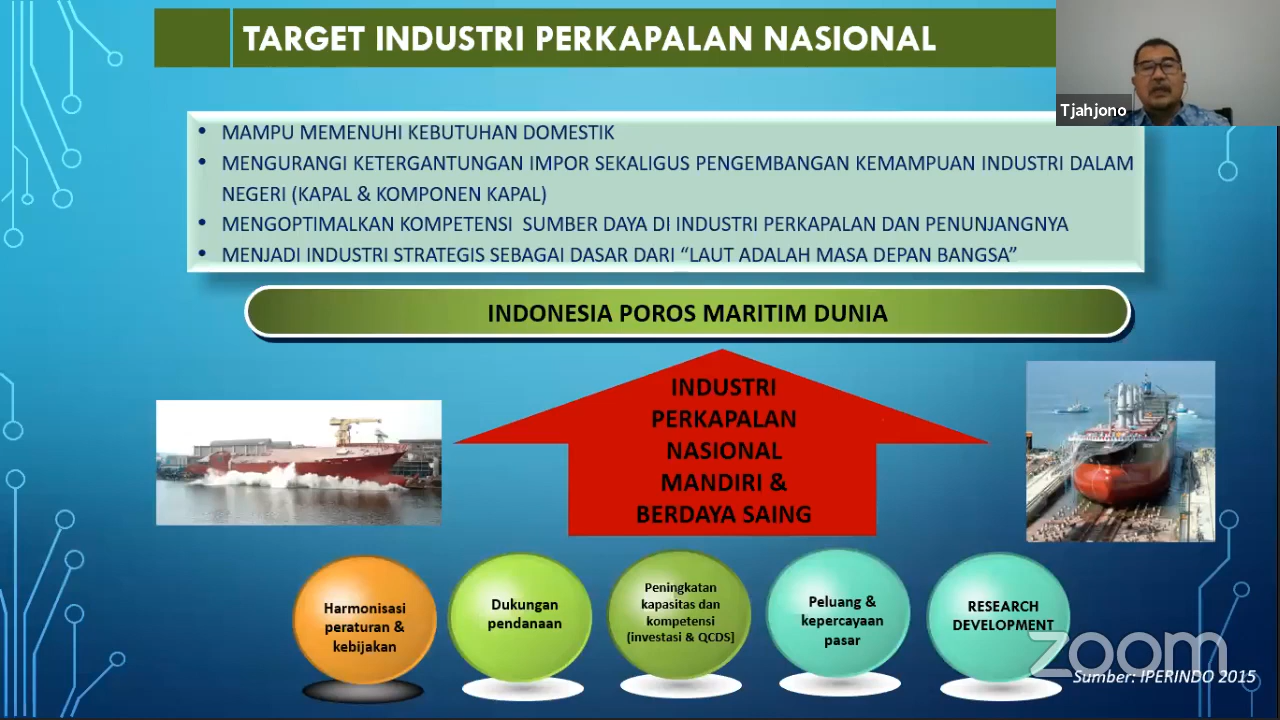 TARGET INDUSTRI PERKAPALAN NASIONAL
Tjahjono
• MAMPU MEMENUHI KEBUTUHAN DOMESTIK
• MENGURANGI KETERGANTUNGAN IMPOR SEKALIGUS PENGEMBANGAN KEMAMPUAN INDUSTRI DALAM
NEGERI (KAPAL & KOMPONEN KAPAL)
• MENGOPTIMALKAN KOMPETENSI SUMBER DAYA DI INDUSTRI PERKAPALAN DAN PENUNJANGNYA
• MENJADI INDUSTRI STRATEGIS SEBAGAI DASAR DARI “LAUT ADALAH MASA DEPAN BANGSA”
INDONESIA POROS MARITIM DUNIA
INDUSTRI
PERKAPALAN
NASIONAL
MANDIRI &
BERDAYA SAING
Harmonisasi
peraturan &
kebijakan
Dukungan
pendanaan
Peningkatan
kapasitas dan
kompetensi
(investasi & QCDS]
Peluang &
kepercayaan
pasar
RESEARCH
DEVELOPMENT
zoom
Sumber: IPERINDO 2015